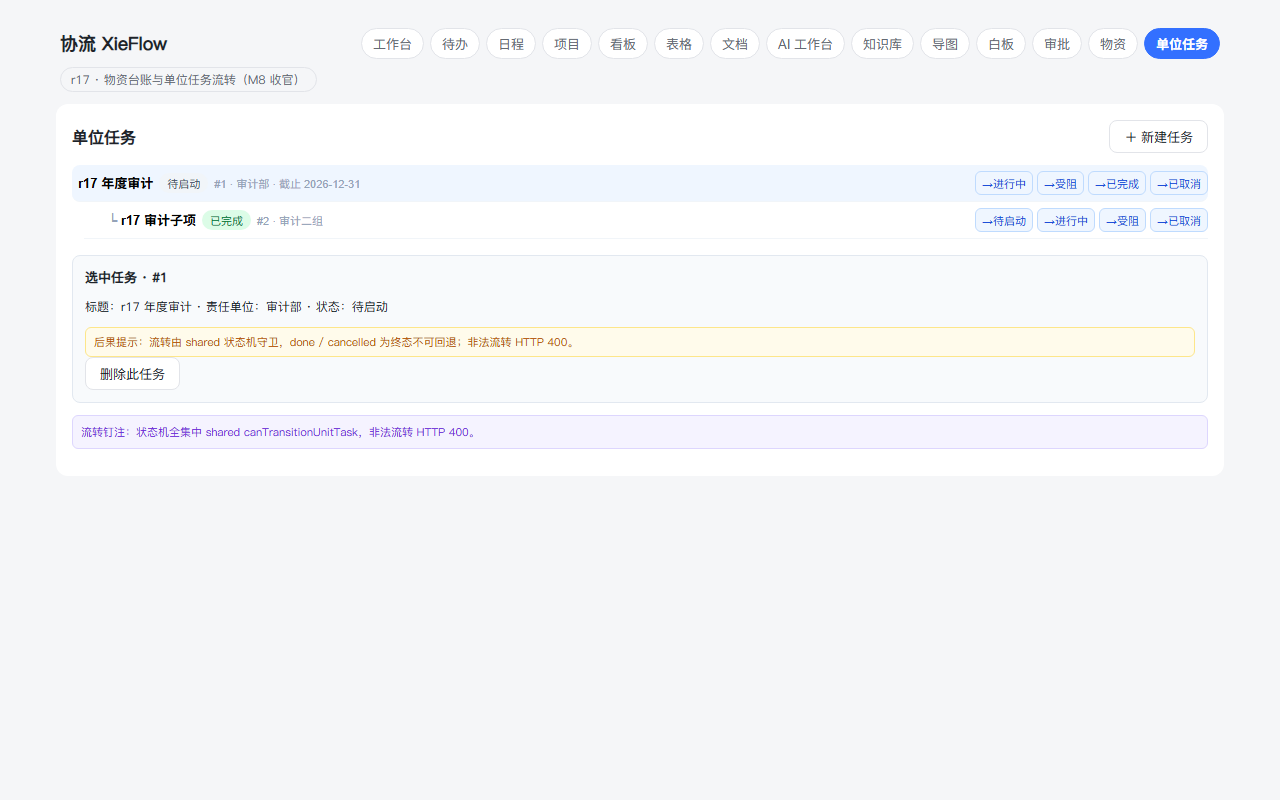 协流 XieFlow
工作台 待办 日程 项目 看板 表格 文档 AI 工作台 知识库 导图 白板 审批 物资 单位任务
r17 · 物资台账与单位任务流转（M8 收官）
单位任务
＋ 新建任务
r17 年度审计 待启动 #1 · 审计部 · 截止 2026-12-31 →进行中 →受阻 →已完成 →已取消
└ r17 审计子项 已完成 #2 · 审计二组 →待启动 →进行中 →受阻 →已取消
选中任务 · #1
标题：r17 年度审计 · 责任单位：审计部 · 状态：待启动
后果提示：流转由 shared 状态机守卫，done / cancelled 为终态不可回退；非法流转 HTTP 400。
删除此任务
流转钉注：状态机全集中 shared canTransitionUnitTask，非法流转 HTTP 400。